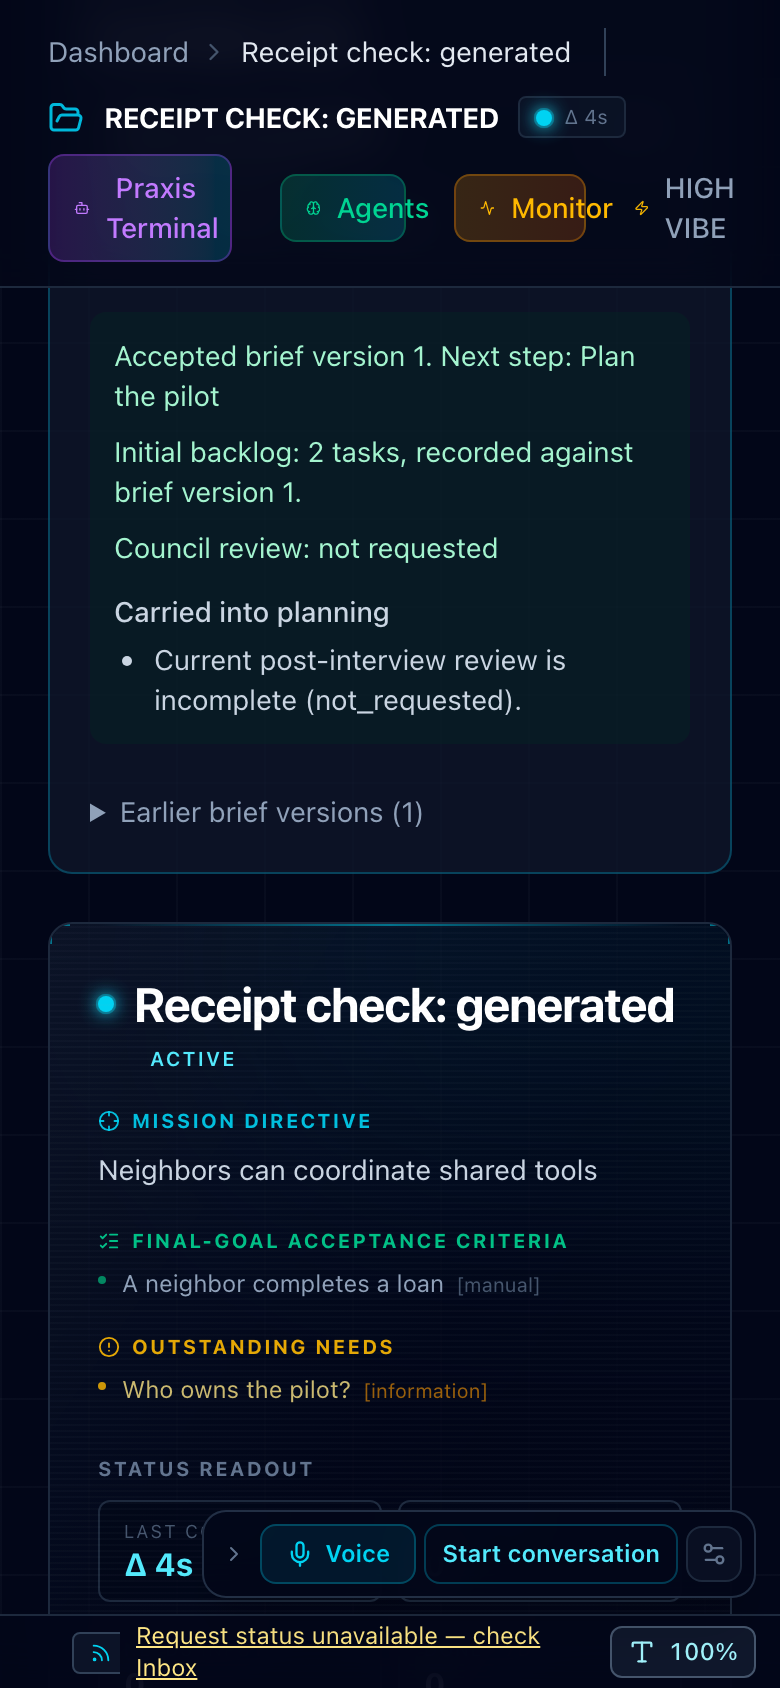 Dashboard > Receipt check: generated
RECEIPT CHECK: GENERATED Δ 4s
Praxis
Terminal
Agents
Monitor
HIGH
VIBE
Accepted brief version 1. Next step: Plan
the pilot
Initial backlog: 2 tasks, recorded against
brief version 1.
Council review: not requested
Carried into planning
• Current post-interview review is
incomplete (not_requested).
▶ Earlier brief versions (1)
Receipt check: generated
ACTIVE
MISSION DIRECTIVE
Neighbors can coordinate shared tools
FINAL-GOAL ACCEPTANCE CRITERIA
• A neighbor completes a loan [manual]
OUTSTANDING NEEDS
• Who owns the pilot? [information]
STATUS READOUT
LAST
Δ 4s
Voice
Start conversation
Request status unavailable — check
Inbox
100%